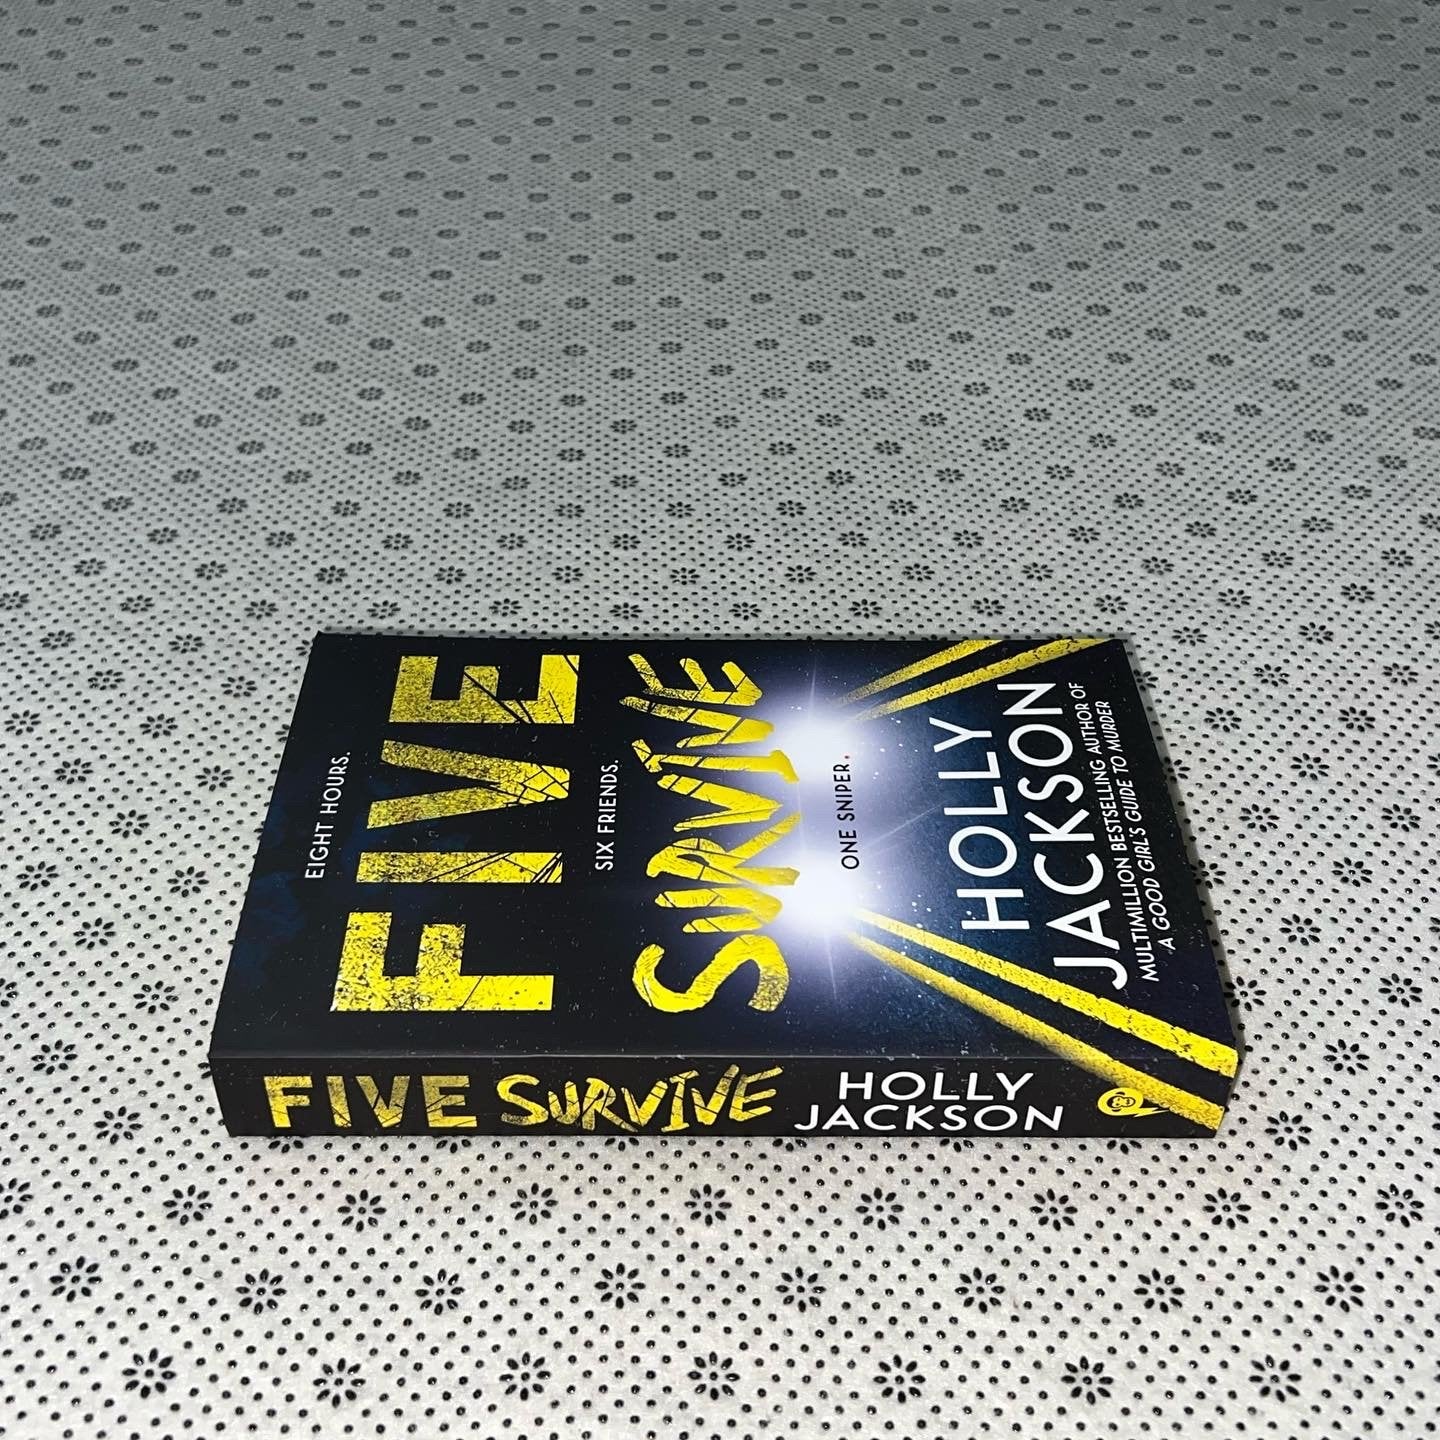 EIGHT HOURS.
FIVE
SIX FRIENDS.
SURVIVE
ONE SNIPER.
HOLLY
JACKSON
MULTIMILLION BESTSELLING AUTHOR OF
A GOOD GIRL'S GUIDE TO MURDER
FIVE SURVIVE
HOLLY
JACKSON